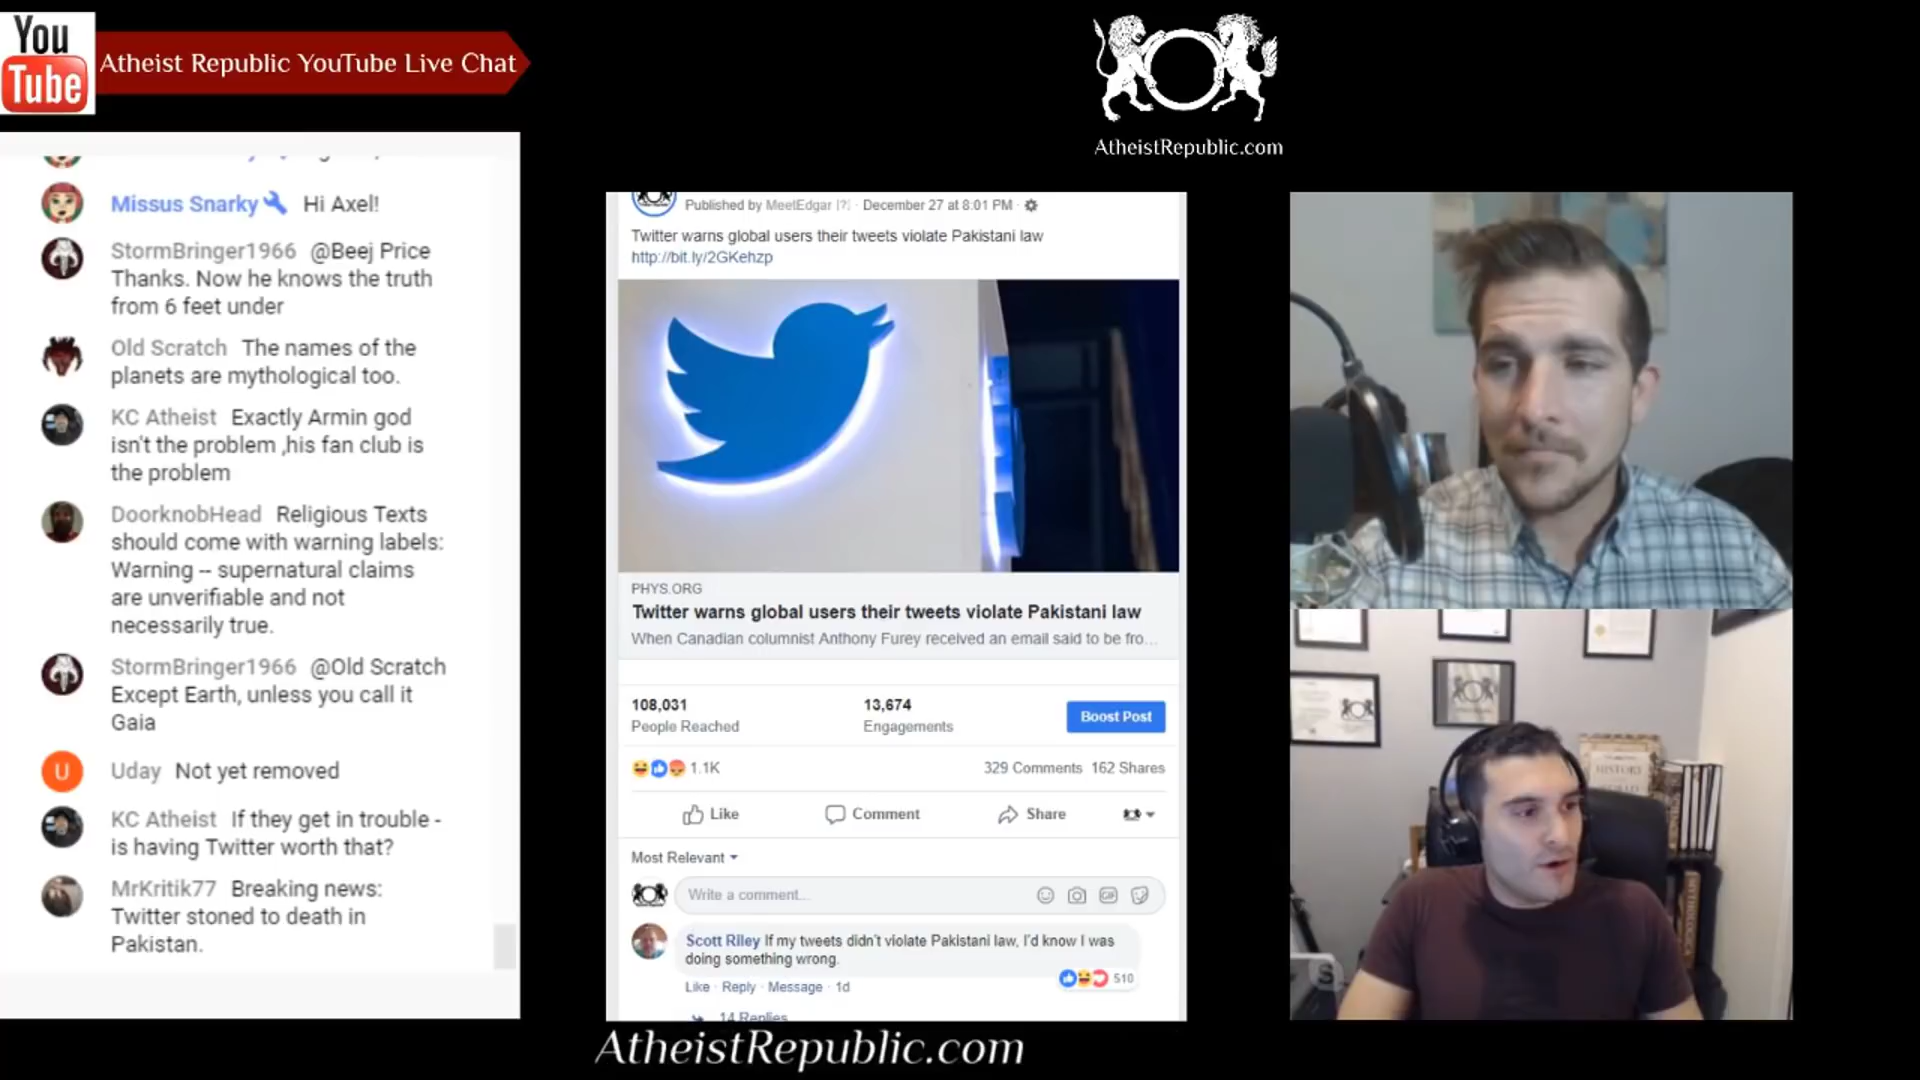 You
Tube
Atheist Republic YouTube Live Chat
Missus Snarky Hi Axel!
StormBringer1966 @Beej Price
Thanks. Now he knows the truth
from 6 feet under
Old Scratch The names of the
planets are mythological too.
KC Atheist Exactly Armin god
isn't the problem ,his fan club is
the problem
DoorknobHead Religious Texts
should come with warning labels:
Warning -- supernatural claims
are unverifiable and not
necessarily true.
StormBringer1966 @Old Scratch
Except Earth, unless you call it
Gaia
U
Uday Not yet removed
KC Atheist If they get in trouble -
is having Twitter worth that?
MrKritik77 Breaking news:
Twitter stoned to death in
Pakistan.
AtheistRepublic.com
Published by MeetEdgar [?] · December 27 at 8:01 PM ·
Twitter warns global users their tweets violate Pakistani law
http://bit.ly/2GKehzp
PHYS.ORG
Twitter warns global users their tweets violate Pakistani law
When Canadian columnist Anthony Furey received an email said to be fro...
108,031
People Reached
13,674
Engagements
Boost Post
1.1K
329 Comments 162 Shares
Like
Comment
Share
Most Relevant
Write a comment...
GIF
Scott Riley If my tweets didn't violate Pakistani law, I'd know I was
doing something wrong.
510
Like · Reply · Message · 1d
14 Replies
AtheistRepublic.com
HISTORY